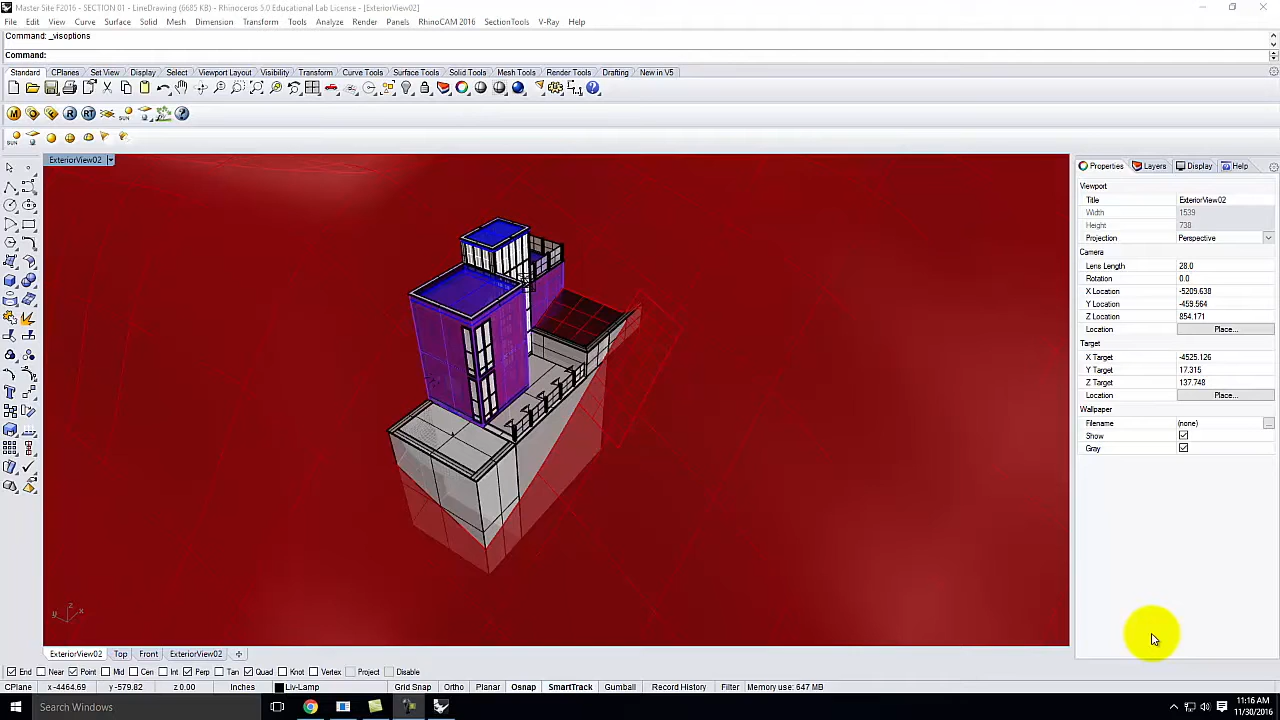 Master Site F2016 - SECTION 01 - LineDrawing (6685 KB) - Rhinoceros 5.0 Educational Lab License - [ExteriorView02]
File Edit View Curve Surface Solid Mesh Dimension Transform Tools Analyze Render Panels RhinoCAM 2016 SectionTools V-Ray Help
Command: _visoptions
Command:
Standard CPlanes Set View Display Select Viewport Layout Visibility Transform Curve Tools Surface Tools Solid Tools Mesh Tools Render Tools Drafting New in V5
ExteriorView02
Properties Layers Display Help
Viewport
Title ExteriorView02
Width 1539
Height 738
Projection Perspective
Camera
Lens Length 28.0
Rotation 0.0
X Location -5209.638
Y Location -459.564
Z Location 854.171
Location Place...
Target
X Target -4525.126
Y Target 17.315
Z Target 137.748
Location Place...
Wallpaper
Filename (none) ...
Show
Gray
z
y x
ExteriorView02 Top Front ExteriorView02
End Near Point Mid Cen Int Perp Tan Quad Knot Vertex Project Disable
CPlane x -4464.69 y -579.82 z 0.00 Inches Liv-Lamp Grid Snap Ortho Planar Osnap SmartTrack Gumball Record History Filter Memory use: 647 MB
Search Windows
11:16 AM
11/30/2016